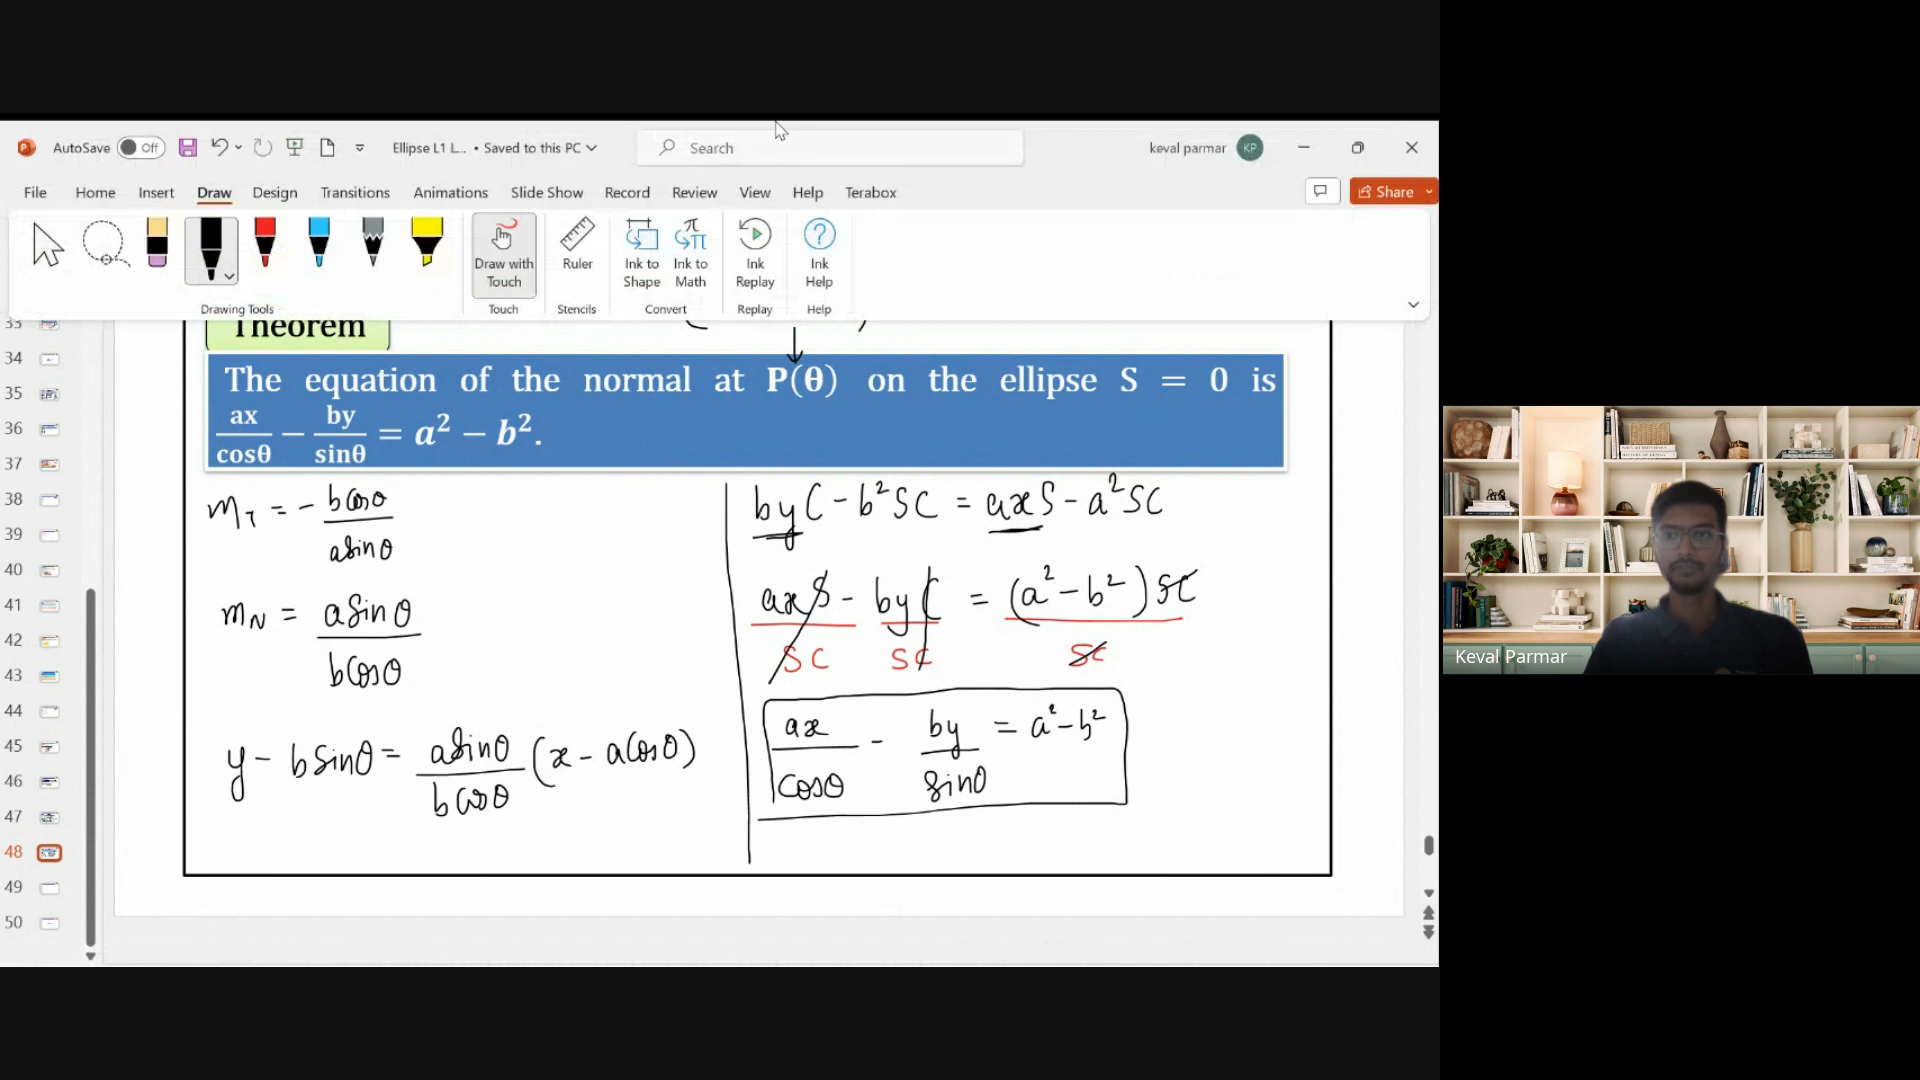 AutoSave Off Ellipse L1 L... • Saved to this PC Search keval parmar KP
File Home Insert Draw Design Transitions Animations Slide Show Record Review View Help Terabox Share
Draw with Touch Ruler Ink to Shape Ink to Math Ink Replay Ink Help
Drawing Tools Touch Stencils Convert Replay Help
33
34
35
36
37
38
39
40
41
42
43
44
45
46
47
48
49
50
Theorem
The equation of the normal at P(θ) on the ellipse S = 0 is
ax/cosθ − by/sinθ = a² − b².
m_T = - bcosθ/asinθ
m_N = asinθ/bcosθ
y - bsinθ = asinθ/bcosθ (x - acosθ)
byC - b²SC = axS - a²SC
axS/SC - byC/SC = (a² - b²)SC/SC
ax/cosθ - by/sinθ = a² - b²
Keval Parmar